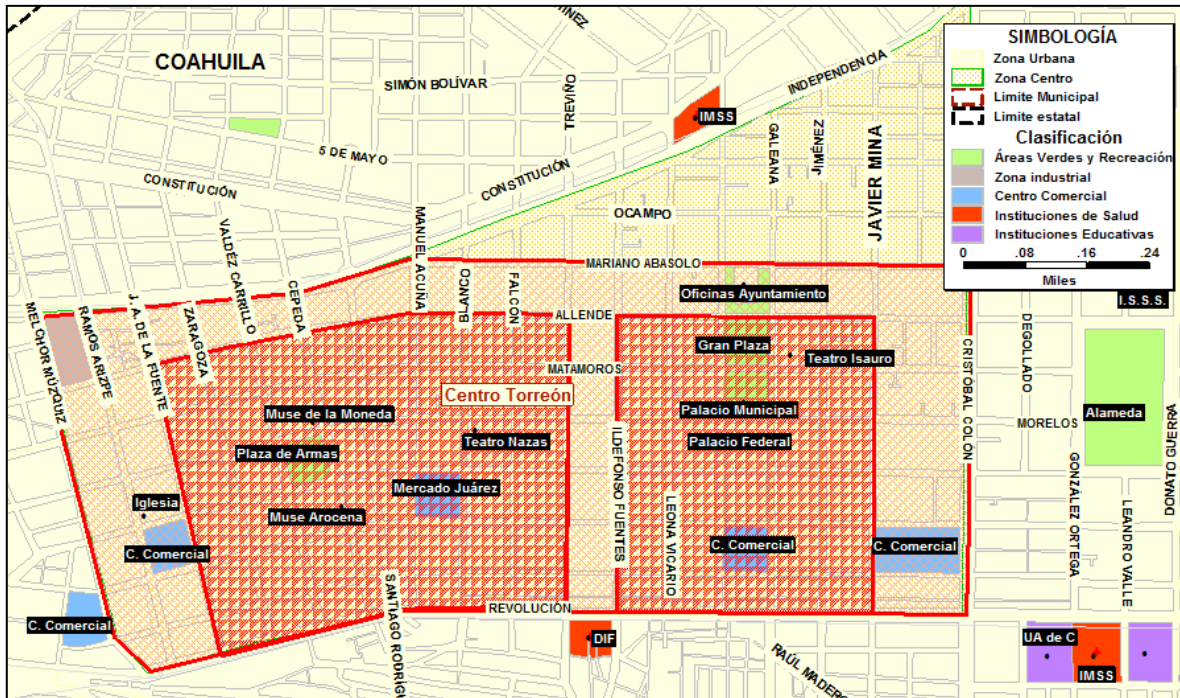 COAHUILA
SIMÓN BOLÍVAR
TREVIÑO
INDEPENDENCIA
IMSS
5 DE MAYO
CONSTITUCIÓN
CONSTITUCIÓN
GALEANA
JIMÉNEZ
JAVIER MINA
OCAMPO
VALDÉZ CARRILLO
MANUEL ACUÑA
MARIANO ABASOLO
CEPEDA
BLANCO
FALCÓN
ALLENDE
Oficinas Ayuntamiento
MELCHOR MÚZQUIZ
RAMOS ARIZPE
J. A. DE LA FUENTE
ZARAGOZA
Gran Plaza
Teatro Isauro
MATAMOROS
Centro Torreón
Muse de la Moneda
Palacio Municipal
Teatro Nazas
Palacio Federal
Plaza de Armas
Mercado Juárez
ILDEFONSO FUENTES
Iglesia
Muse Arocena
LEONA VICARIO
C. Comercial
C. Comercial
C. Comercial
C. Comercial
SANTIAGO RODRÍG
REVOLUCIÓN
DIF
RAÚL MADERO
CRISTÓBAL COLÓN
DEGOLLADO
MORELOS
Alameda
GONZÁLEZ ORTEGA
LEANDRO VALLE
DONATO GUERRA
I.S.S.S.
UA de C
IMSS
SIMBOLOGÍA
Zona Urbana
Zona Centro
Limite Municipal
Limite estatal
Clasificación
Áreas Verdes y Recreación
Zona industrial
Centro Comercial
Instituciones de Salud
Instituciones Educativas
0 .08 .16 .24
Miles